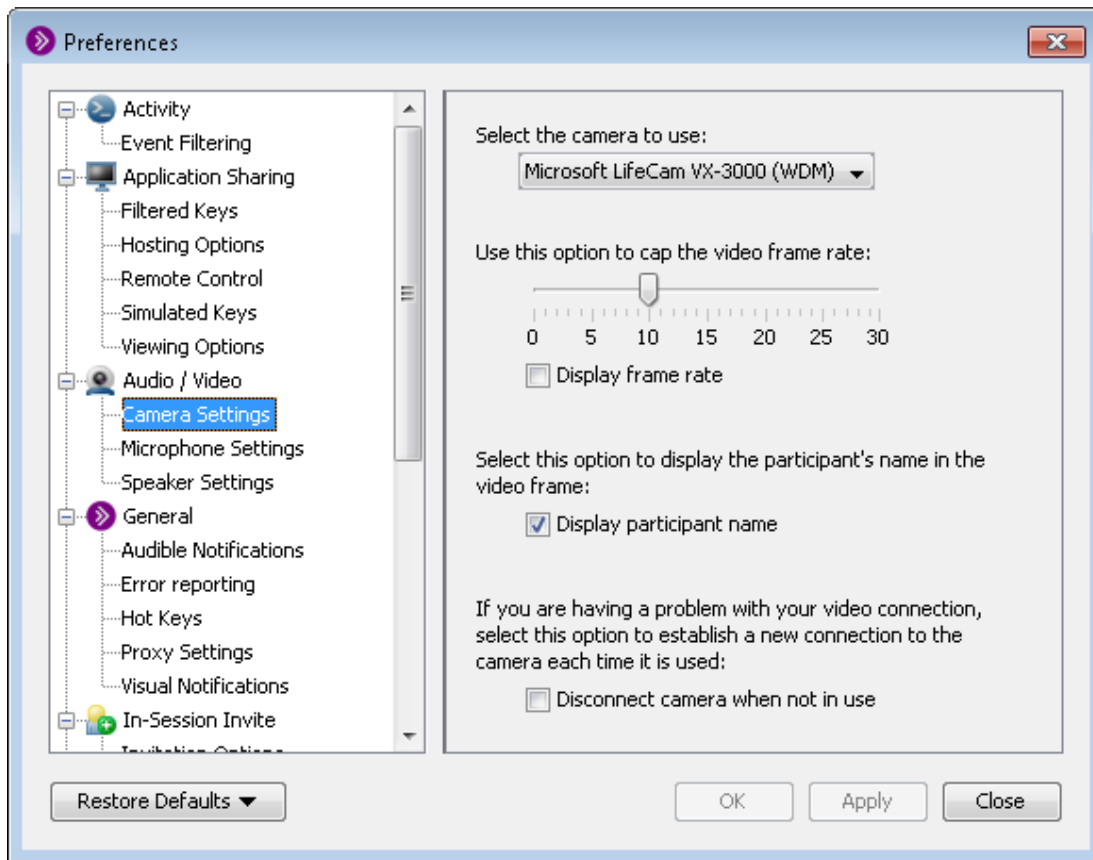 Preferences
Activity
Event Filtering
Application Sharing
Filtered Keys
Hosting Options
Remote Control
Simulated Keys
Viewing Options
Audio / Video
Camera Settings
Microphone Settings
Speaker Settings
General
Audible Notifications
Error reporting
Hot Keys
Proxy Settings
Visual Notifications
In-Session Invite
Invitation Options
Select the camera to use:
Microsoft LifeCam VX-3000 (WDM)
Use this option to cap the video frame rate:
0 5 10 15 20 25 30
Display frame rate
Select this option to display the participant's name in the
video frame:
Display participant name
If you are having a problem with your video connection,
select this option to establish a new connection to the
camera each time it is used:
Disconnect camera when not in use
Restore Defaults
OK
Apply
Close